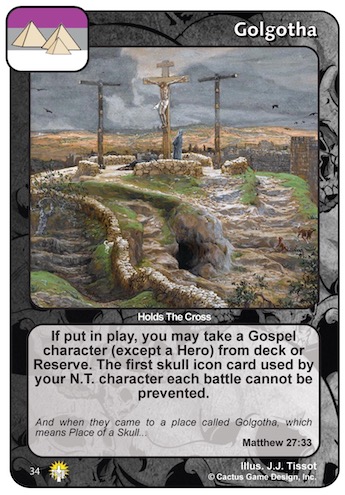 Golgotha
Holds The Cross
If put in play, you may take a Gospel
character (except a Hero) from deck or
Reserve. The first skull icon card used by
your N.T. character each battle cannot be
prevented.
And when they came to a place called Golgotha, which
means Place of a Skull...
Matthew 27:33
34
Illus. J.J. Tissot
© Cactus Game Design, Inc.